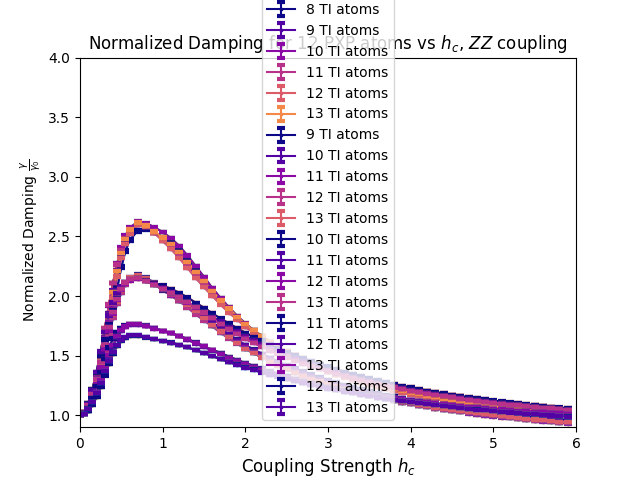 Normalized Damping for 12 PXP atoms vs $h_c$, ZZ coupling
8 TI atoms
9 TI atoms
10 TI atoms
11 TI atoms
12 TI atoms
13 TI atoms
9 TI atoms
10 TI atoms
11 TI atoms
12 TI atoms
13 TI atoms
10 TI atoms
11 TI atoms
12 TI atoms
13 TI atoms
11 TI atoms
12 TI atoms
13 TI atoms
12 TI atoms
13 TI atoms
Normalized Damping $\frac{\gamma}{\gamma_0}$
4.0
3.5
3.0
2.5
2.0
1.5
1.0
0 1 2 3 4 5 6
Coupling Strength $h_c$